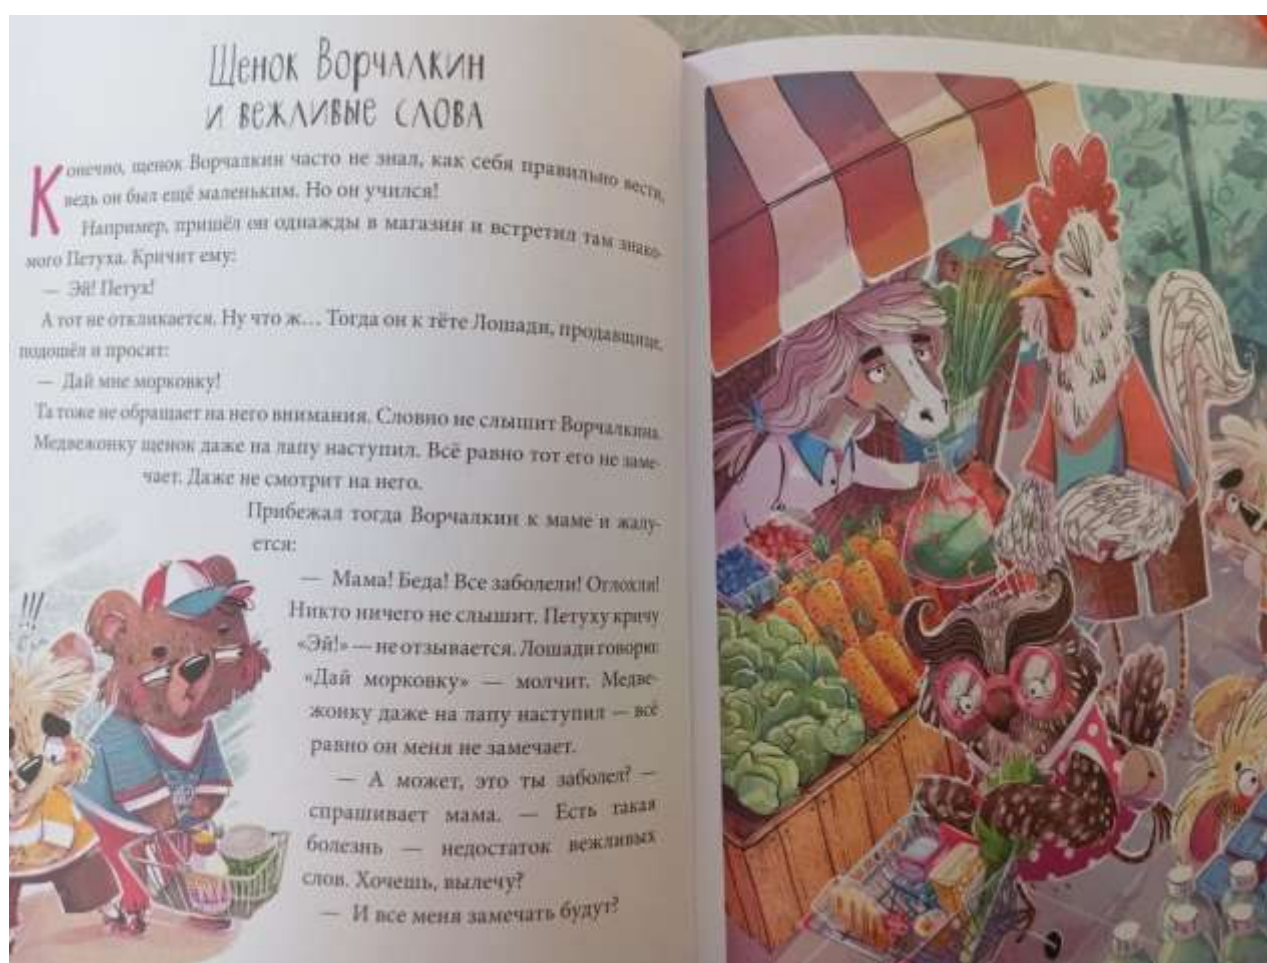 Щенок Ворчалкин
и вежливые слова
Конечно, щенок Ворчалкин часто не знал, как себя правильно вести,
ведь он был ещё маленьким. Но он учился!
Например, пришёл он однажды в магазин и встретил там знако-
мого Петуха. Кричит ему:
— Эй! Петух!
А тот не откликается. Ну что ж… Тогда он к тёте Лошади, продавщице,
подошёл и просит:
— Дай мне морковку!
Та тоже не обращает на него внимания. Словно не слышит Ворчалкина.
Медвежонку щенок даже на лапу наступил. Всё равно тот его не заме-
чает. Даже не смотрит на него.
Прибежал тогда Ворчалкин к маме и жалу-
ется:
— Мама! Беда! Все заболели! Оглохли!
Никто ничего не слышит. Петуху кричу
«Эй!» — не отзывается. Лошади говорю:
«Дай морковку» — молчит. Медве-
жонку даже на лапу наступил — всё
равно он меня не замечает.
— А может, это ты заболел? —
спрашивает мама. — Есть такая
болезнь — недостаток вежливых
слов. Хочешь, вылечу?
— И все меня замечать будут?
!!!